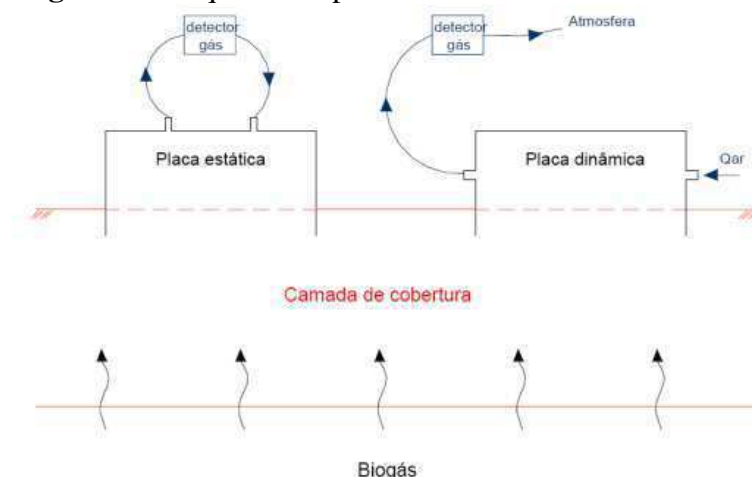 detector
gás
detector
gás
Atmosfera
Placa estática
Placa dinâmica
Qar
Camada de cobertura
Biogás